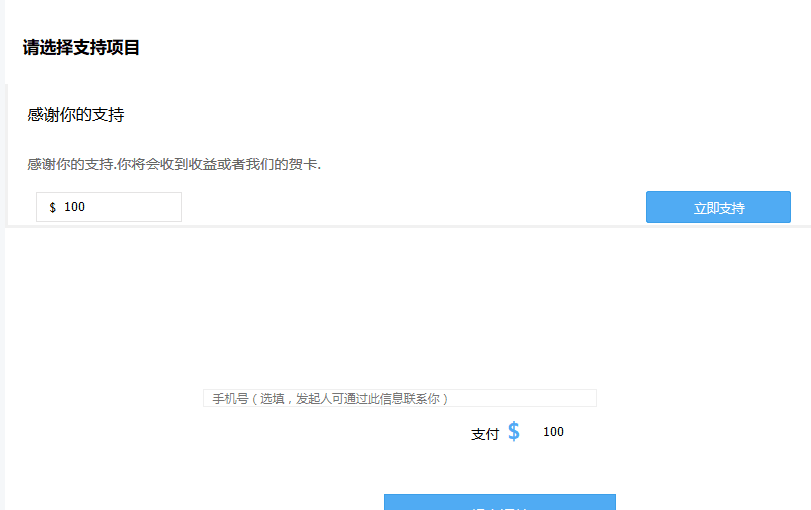 请选择支持项目
感谢你的支持
感谢你的支持.你将会收到收益或者我们的贺卡.
$ 100
立即支持
手机号（选填，发起人可通过此信息联系你）
支付 $ 100